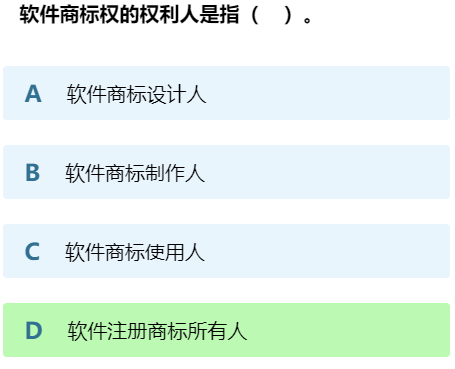 软件商标权的权利人是指（　）。
A 软件商标设计人
B 软件商标制作人
C 软件商标使用人
D 软件注册商标所有人